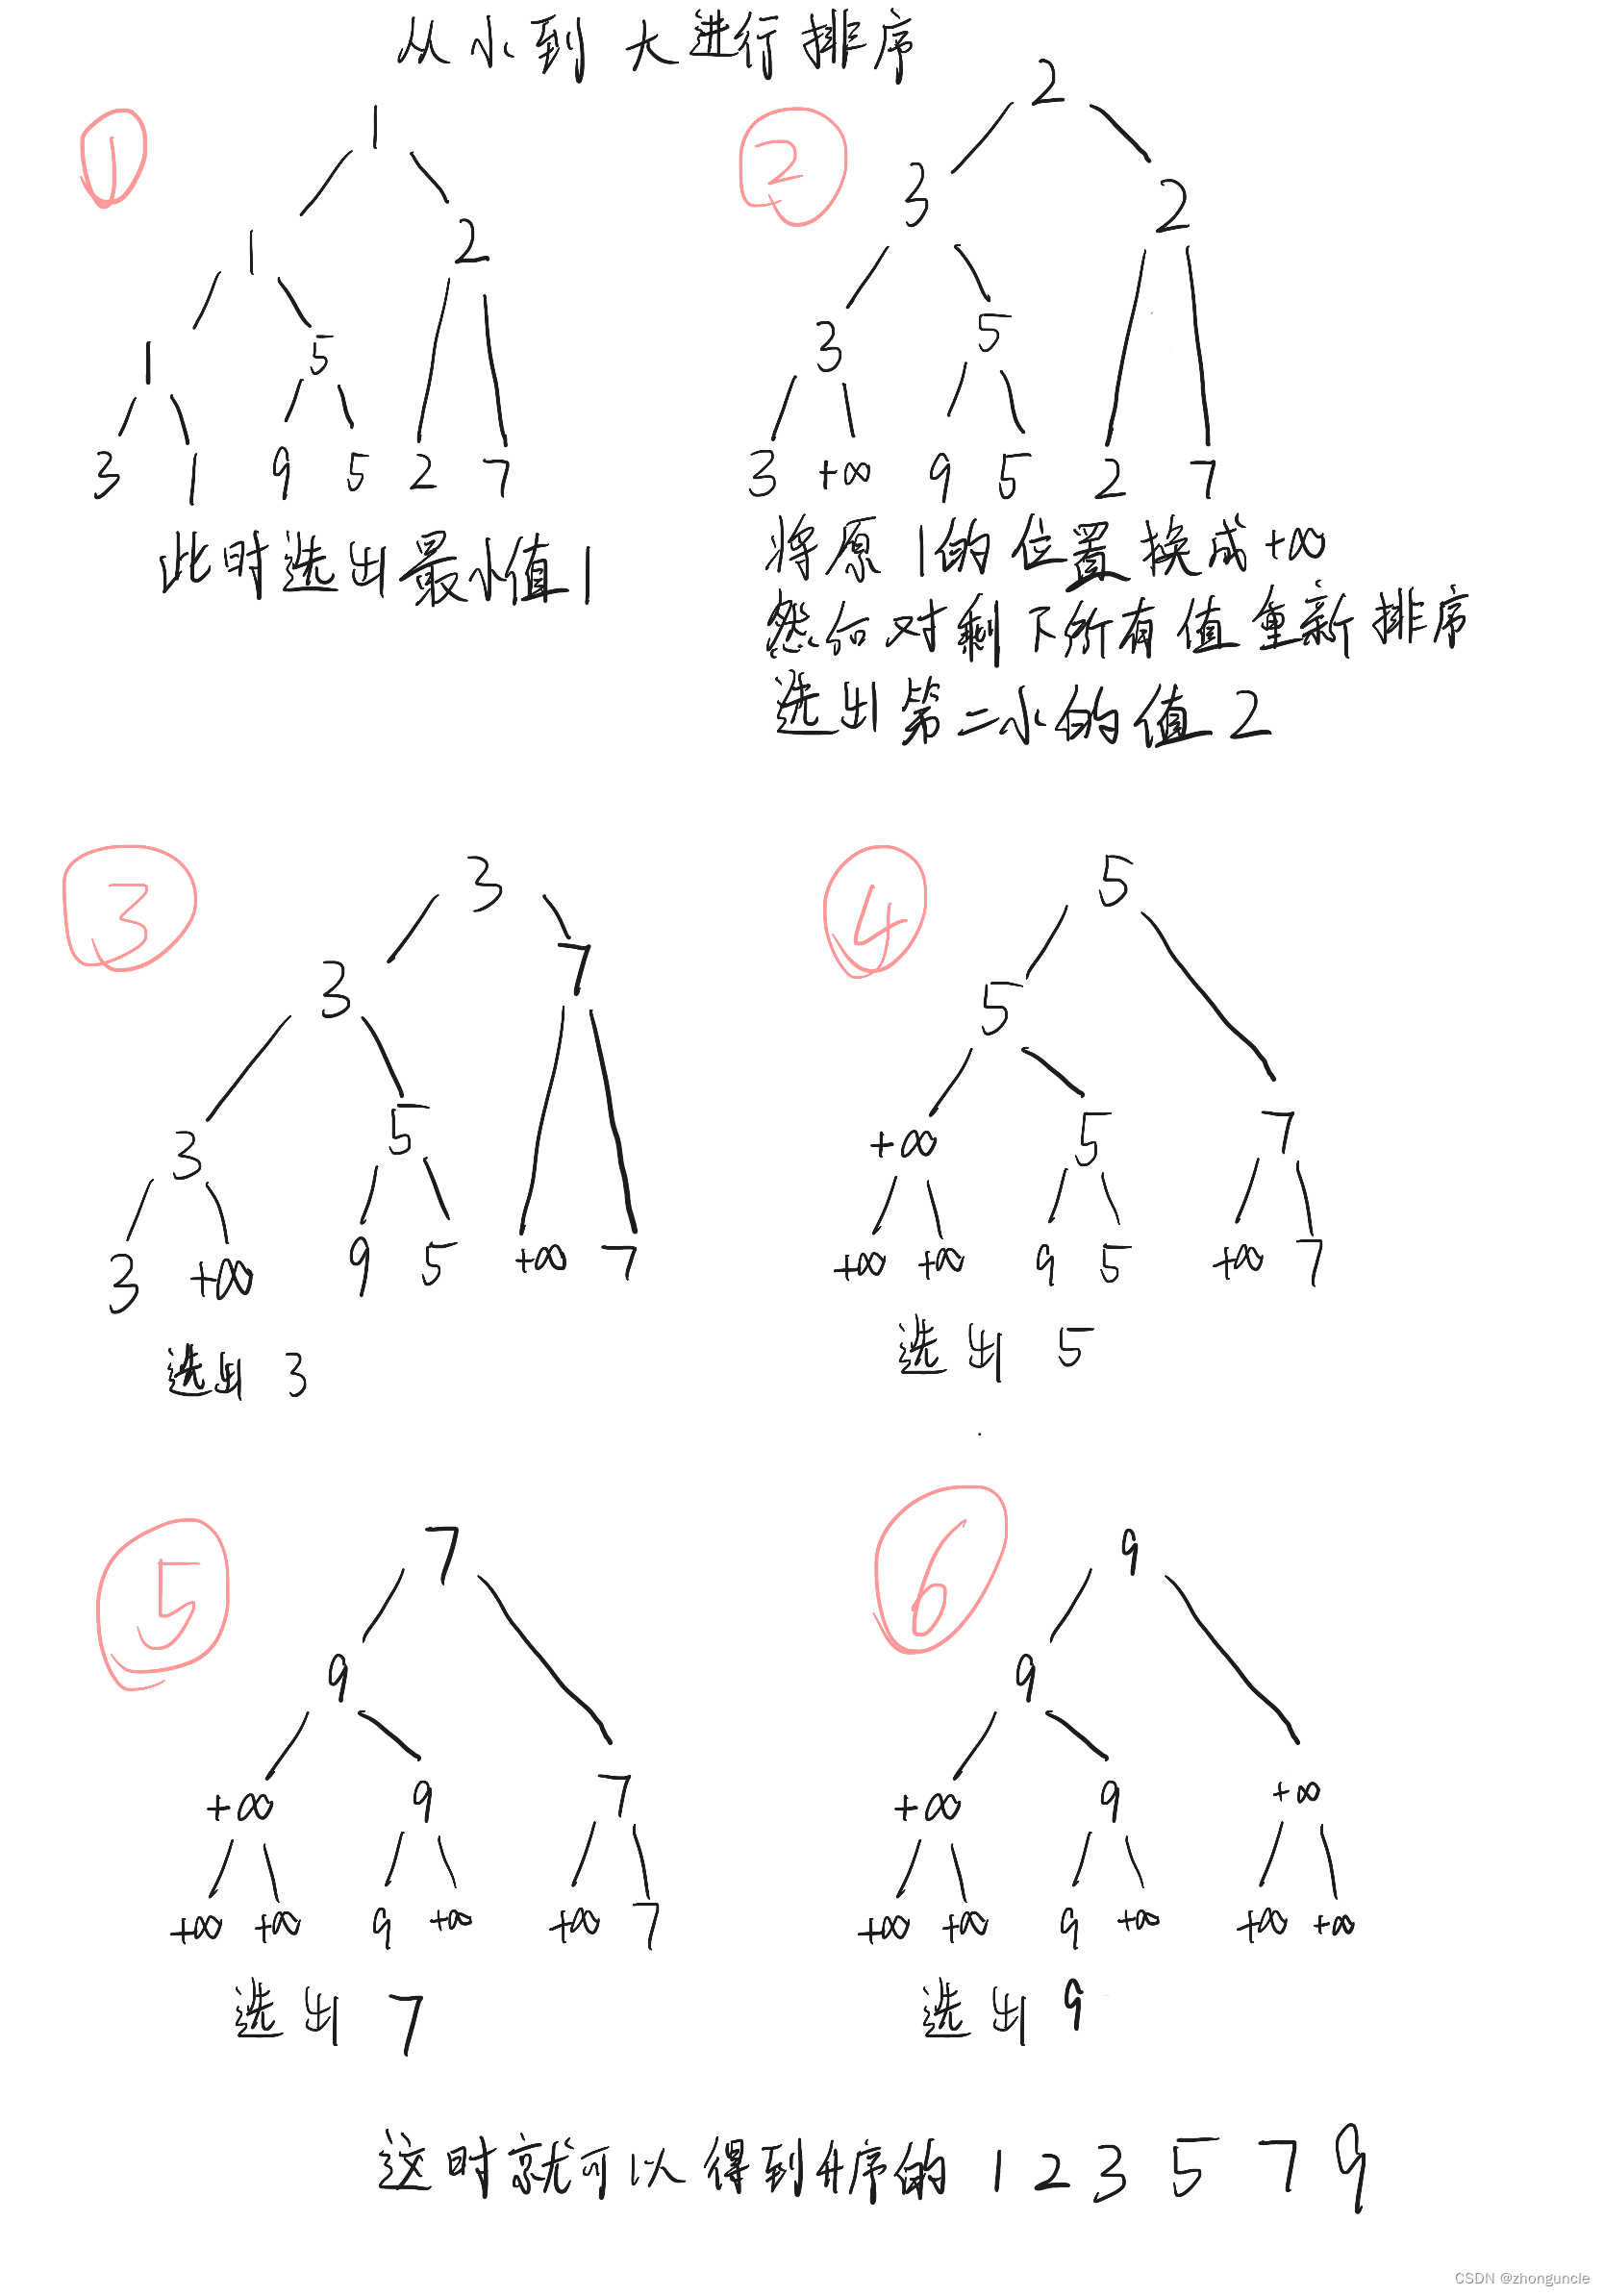 从小到大进行排序
①
1
1 2
1 5
3 1 9 5 2 7
此时选出最小值1
②
2
3 2
3 5
3 +∞ 9 5 2 7
将原1的位置换成+∞
然后对剩下所有值重新排序
选出第二小的值2
③
3
3 7
3 5
3 +∞ 9 5 +∞ 7
选出 3
④
5
5
+∞ 5 7
+∞ +∞ 9 5 +∞ 7
选出 5
⑤
7
9
+∞ 9 7
+∞ +∞ 9 +∞ +∞ 7
选出 7
⑥
9
9
+∞ 9 +∞
+∞ +∞ 9 +∞ +∞ +∞
选出 9
这时就可以得到升序的 1 2 3 5 7 9
CSDN @zhonguncle